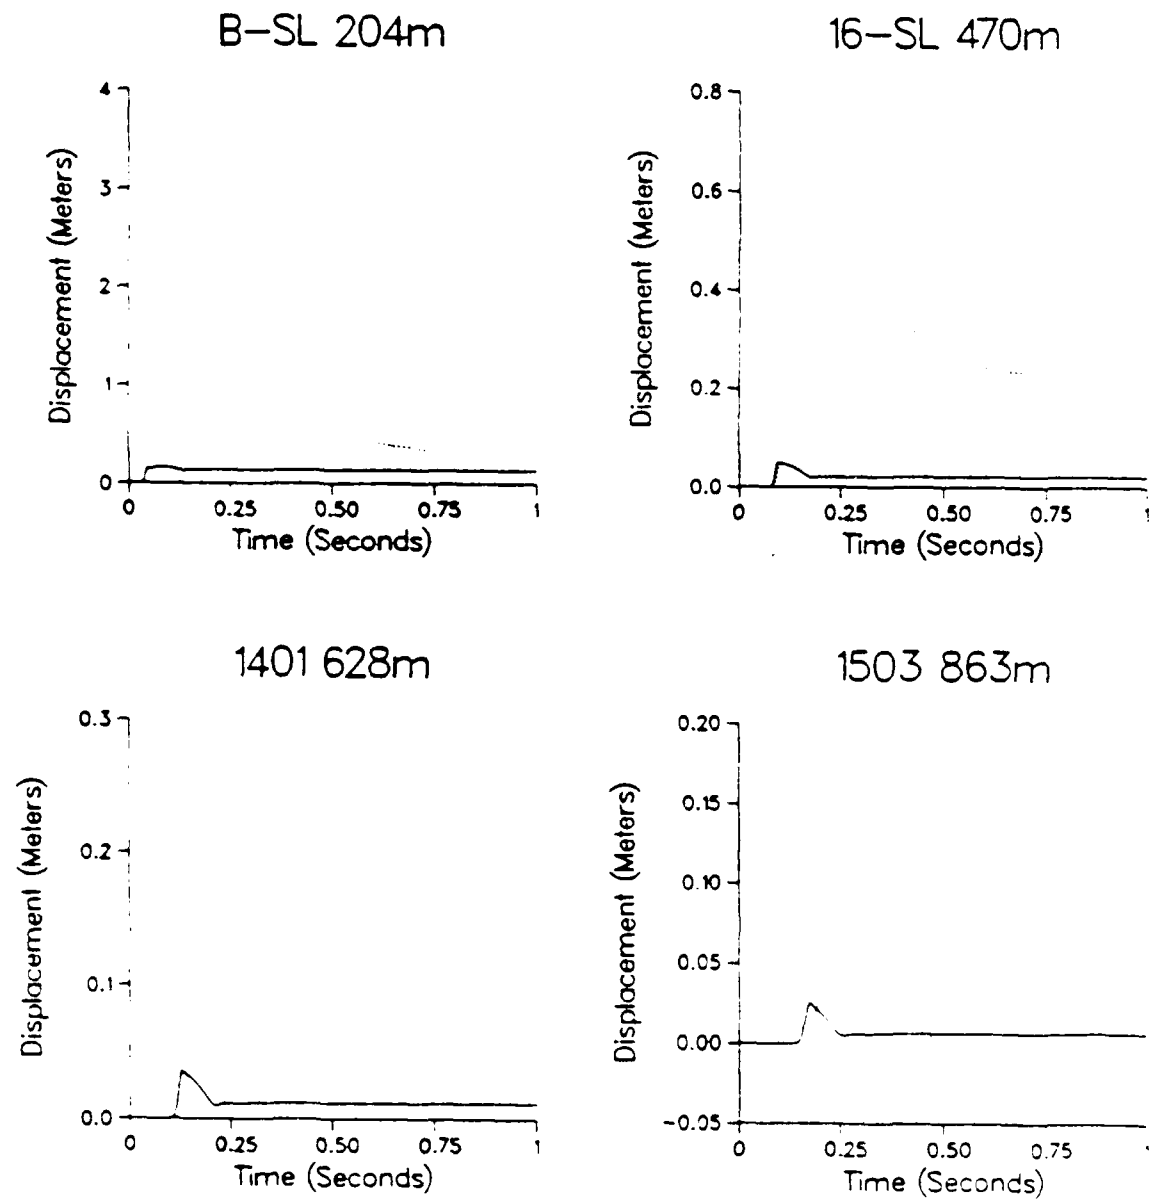 B-SL 204m
4
3
2
1
0
Displacement (Meters)
0 0.25 0.50 0.75 1
Time (Seconds)
16-SL 470m
0.8
0.6
0.4
0.2
0.0
Displacement (Meters)
0 0.25 0.50 0.75 1
Time (Seconds)
1401 628m
0.3
0.2
0.1
0.0
Displacement (Meters)
0 0.25 0.50 0.75 1
Time (Seconds)
1503 863m
0.20
0.15
0.10
0.05
0.00
-0.05
Displacement (Meters)
0 0.25 0.50 0.75 1
Time (Seconds)